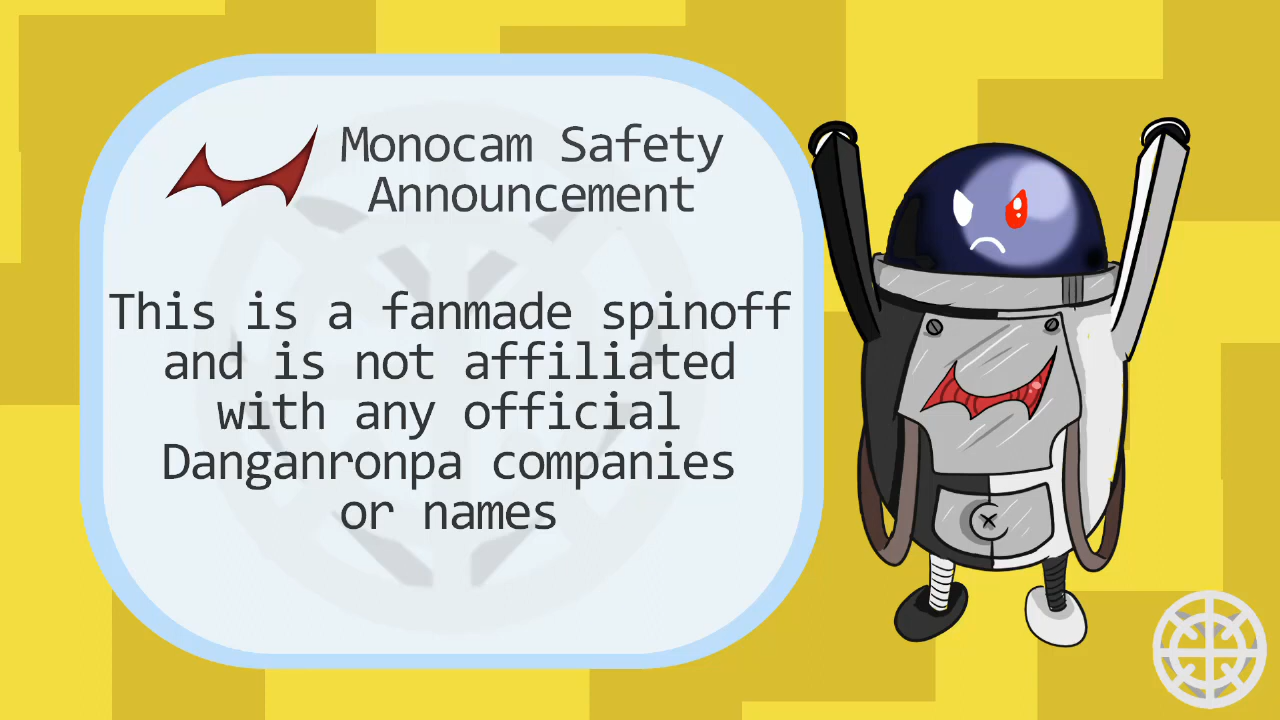 Monocam Safety
Announcement
This is a fanmade spinoff
and is not affiliated
with any official
Danganronpa companies
or names